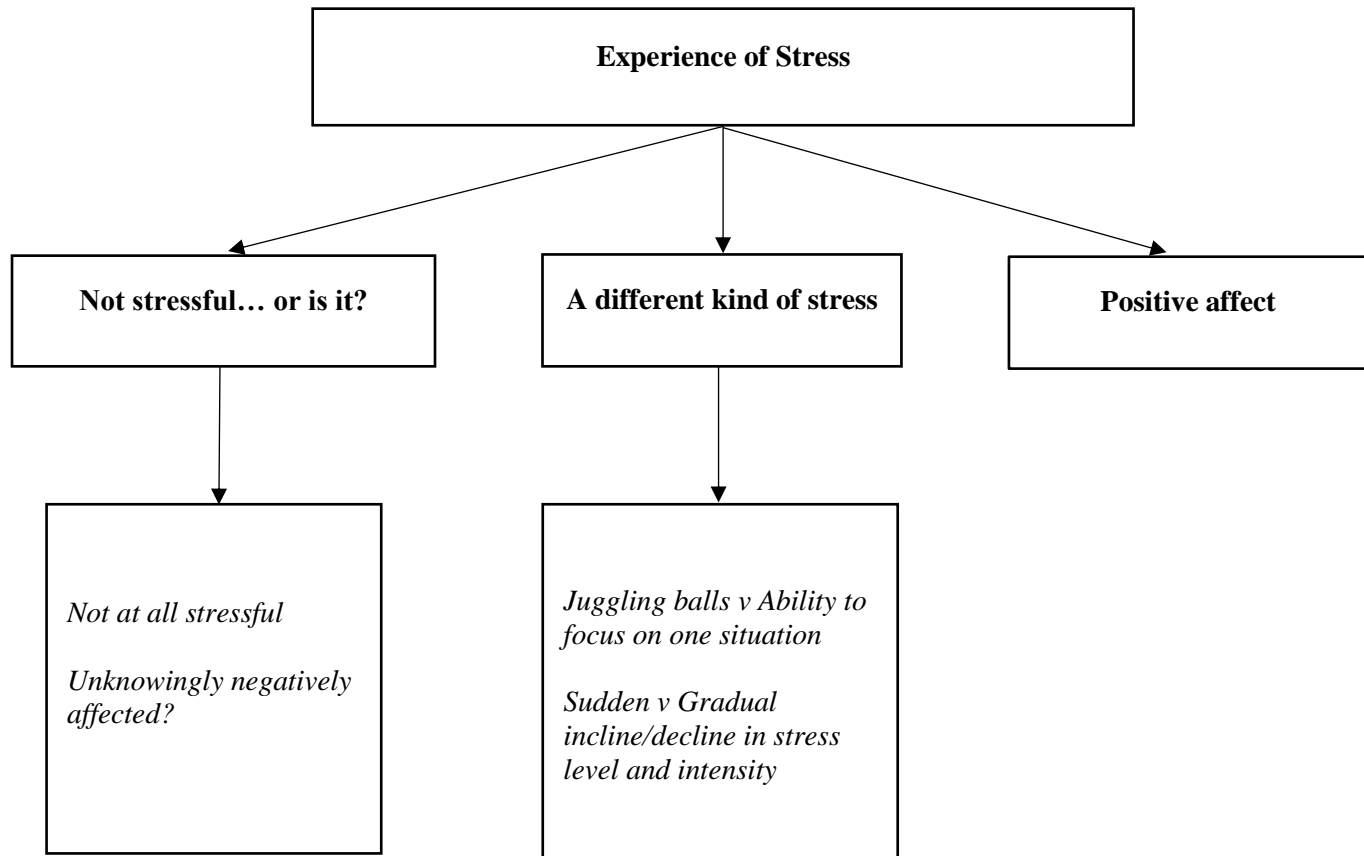 Experience of Stress
Not stressful… or is it?
A different kind of stress
Positive affect
Not at all stressful
Unknowingly negatively
affected?
Juggling balls v Ability to
focus on one situation
Sudden v Gradual
incline/decline in stress
level and intensity